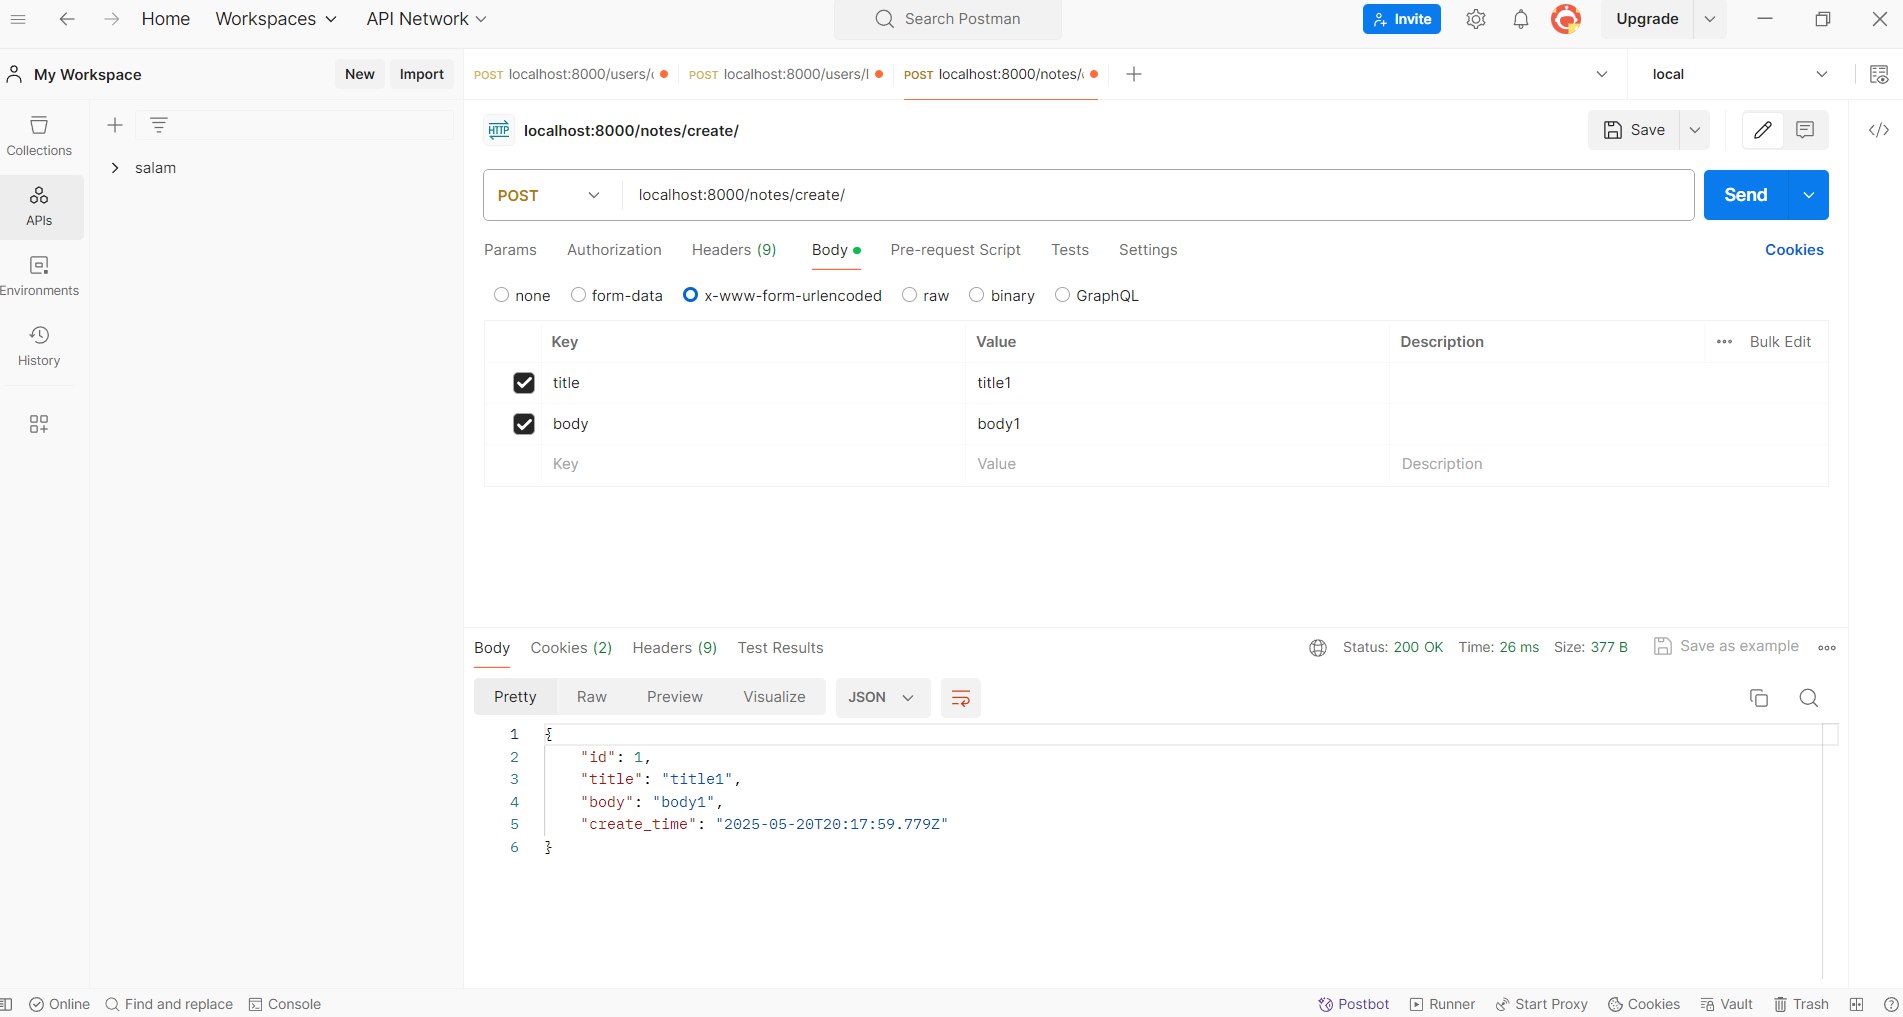 Home Workspaces API Network Search Postman Invite Upgrade
My Workspace New Import POST localhost:8000/users/c POST localhost:8000/users/l POST localhost:8000/notes/c local
Collections
APIs
Environments
History
salam
HTTP localhost:8000/notes/create/ Save
POST localhost:8000/notes/create/ Send
Params Authorization Headers (9) Body Pre-request Script Tests Settings Cookies
none form-data x-www-form-urlencoded raw binary GraphQL
Key Value Description ••• Bulk Edit
title title1
body body1
Key Value Description
Body Cookies (2) Headers (9) Test Results Status: 200 OK Time: 26 ms Size: 377 B Save as example
Pretty Raw Preview Visualize JSON
1 {
2 "id": 1,
3 "title": "title1",
4 "body": "body1",
5 "create_time": "2025-05-20T20:17:59.779Z"
6 }
Online Find and replace Console Postbot Runner Start Proxy Cookies Vault Trash